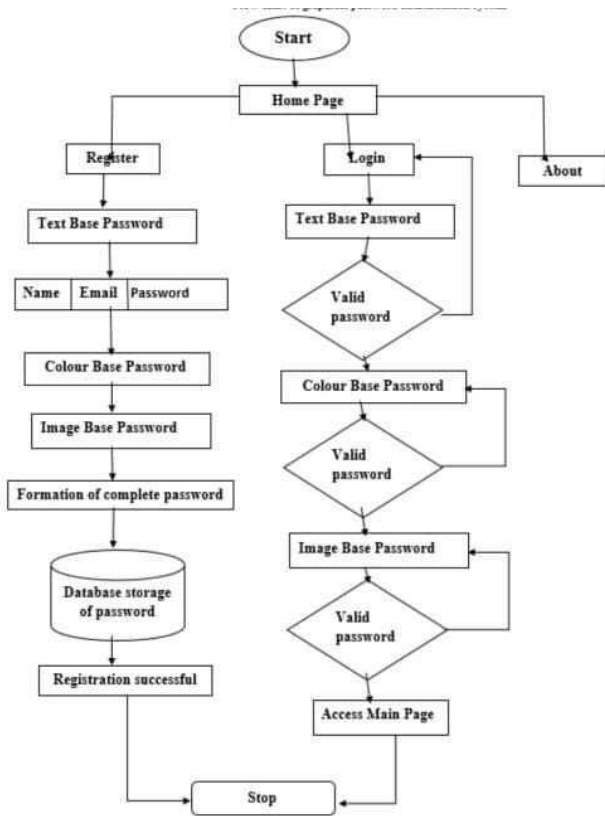 Start
Home Page
Register
Login
About
Text Base Password
Text Base Password
Name Email Password
Valid
password
Colour Base Password
Colour Base Password
Image Base Password
Valid
password
Formation of complete password
Image Base Password
Database storage
of password
Valid
password
Registration successful
Access Main Page
Stop